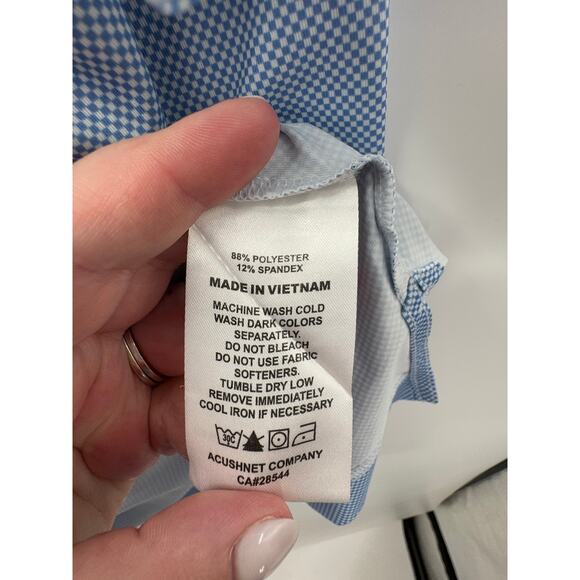 88% POLYESTER
12% SPANDEX
MADE IN VIETNAM
MACHINE WASH COLD
WASH DARK COLORS
SEPARATELY.
DO NOT BLEACH
DO NOT USE FABRIC
SOFTENERS.
TUMBLE DRY LOW
REMOVE IMMEDIATELY
COOL IRON IF NECESSARY
30C
ACUSHNET COMPANY
CA#28544